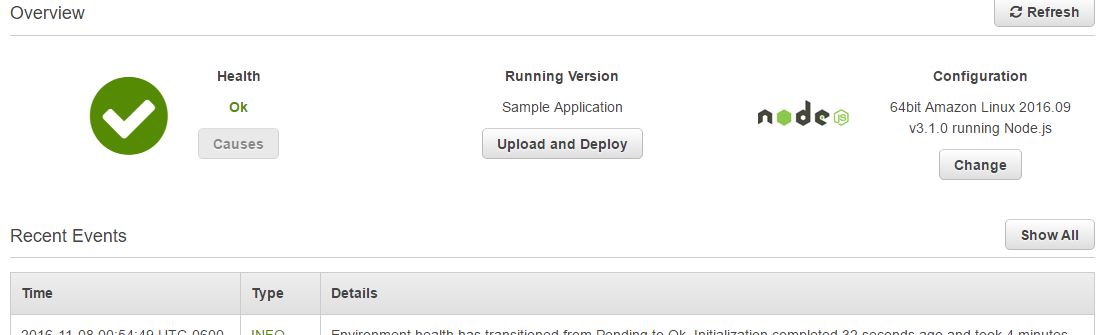 Overview
Refresh
Health
Ok
Causes
Running Version
Sample Application
Upload and Deploy
node
JS
Configuration
64bit Amazon Linux 2016.09
v3.1.0 running Node.js
Change
Recent Events
Show All
Time Type Details
2016-11-08 00:54:49 UTC-0600 INFO Environment health has transitioned from Pending to Ok. Initialization completed 32 seconds ago and took 4 minutes